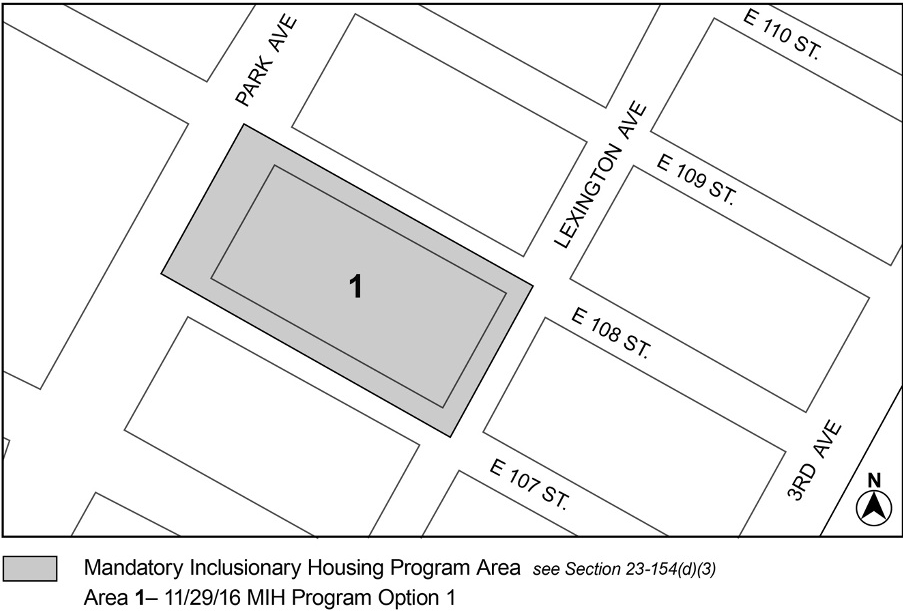 PARK AVE
E 110 ST.
LEXINGTON AVE
E 109 ST.
1
E 108 ST.
3RD AVE
E 107 ST.
N
Mandatory Inclusionary Housing Program Area see Section 23-154(d)(3)
Area 1– 11/29/16 MIH Program Option 1